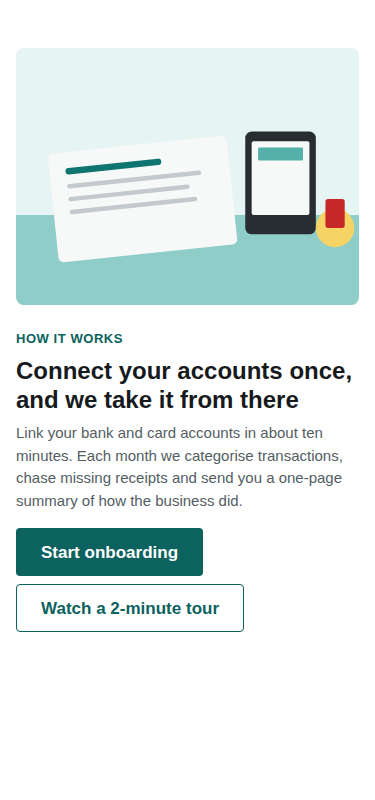 HOW IT WORKS
Connect your accounts once,
and we take it from there
Link your bank and card accounts in about ten
minutes. Each month we categorise transactions,
chase missing receipts and send you a one-page
summary of how the business did.
Start onboarding
Watch a 2-minute tour